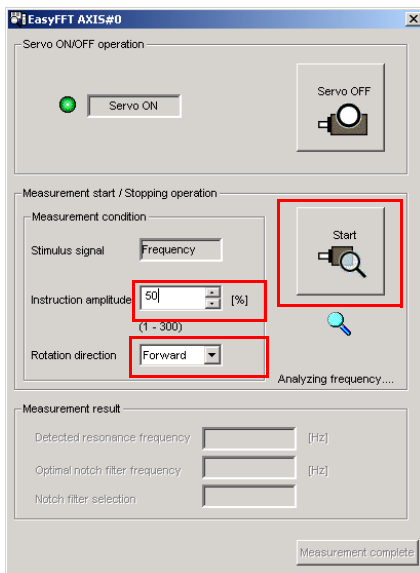 EasyFFT AXIS#0
Servo ON/OFF operation
Servo ON
Servo OFF
Measurement start / Stopping operation
Measurement condition
Stimulus signal Frequency
Start
Instruction amplitude 50 [%]
(1 - 300)
Rotation direction Forward
Analyzing frequency....
Measurement result
Detected resonance frequency [Hz]
Optimal notch filter frequency [Hz]
Notch filter selection
Measurement complete